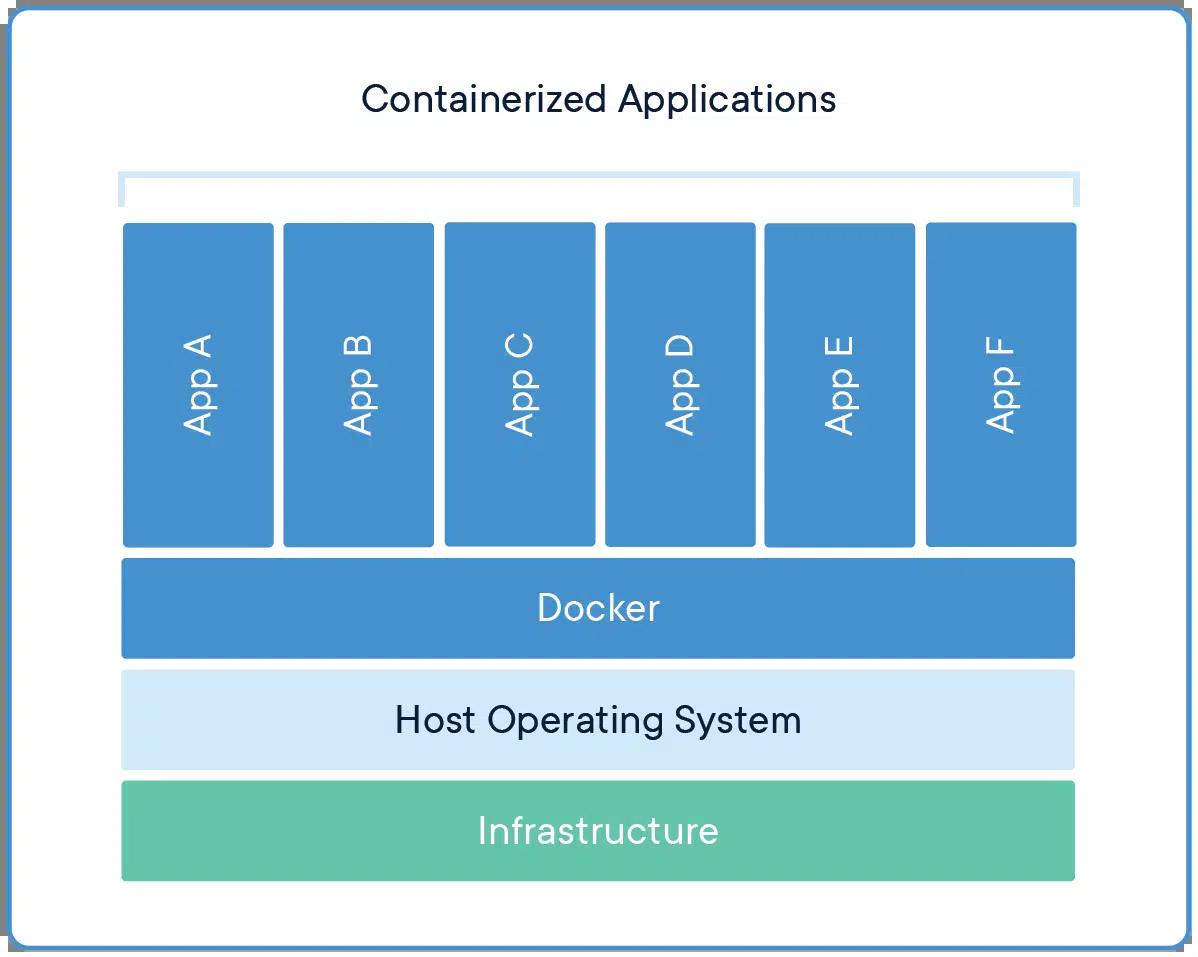 Containerized Applications
App A
App B
App C
App D
App E
App F
Docker
Host Operating System
Infrastructure